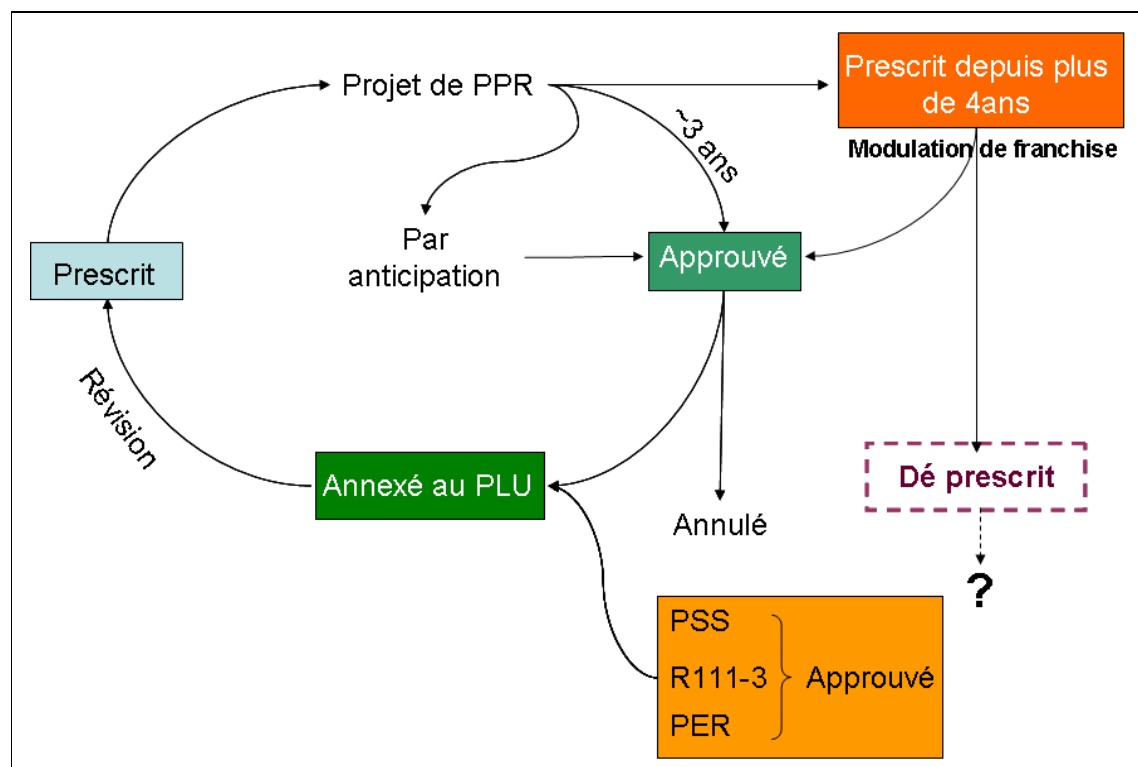 Projet de PPR
Prescrit depuis plus
de 4ans
Modulation de franchise
~3 ans
Par
anticipation
Approuvé
Prescrit
Révision
Annexé au PLU
Annulé
Dé prescrit
?
PSS
R111-3
PER
Approuvé